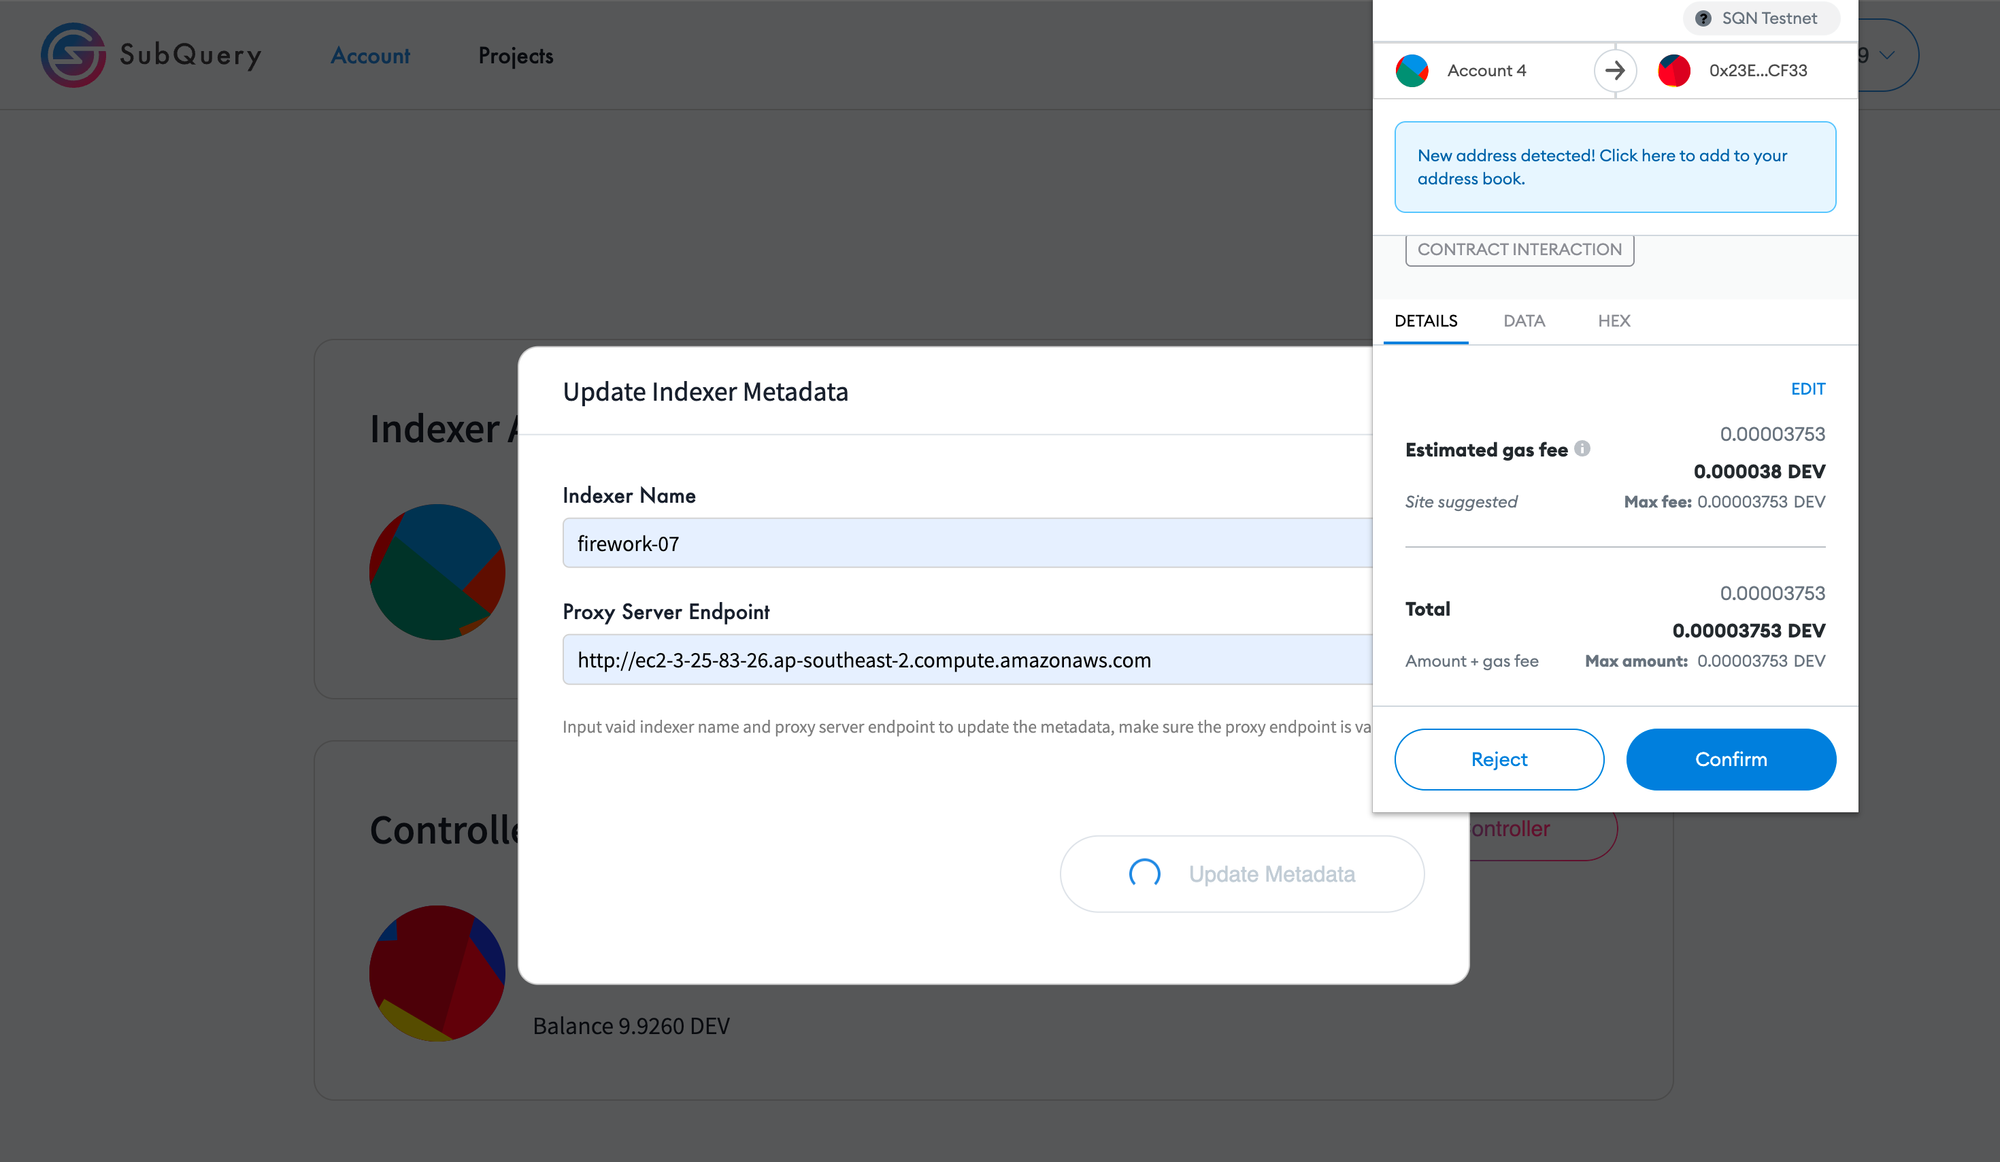 SubQuery
Account
Projects
9
SQN Testnet
Account 4
0x23E...CF33
New address detected! Click here to add to your
address book.
CONTRACT INTERACTION
DETAILS
DATA
HEX
EDIT
0.00003753
Estimated gas fee
0.000038 DEV
Site suggested
Max fee: 0.00003753 DEV
0.00003753
Total
0.00003753 DEV
Amount + gas fee
Max amount: 0.00003753 DEV
Reject
Confirm
Indexer A
Update Indexer Metadata
Indexer Name
firework-07
Proxy Server Endpoint
http://ec2-3-25-83-26.ap-southeast-2.compute.amazonaws.com
Input vaid indexer name and proxy server endpoint to update the metadata, make sure the proxy endpoint is va
Update Metadata
Controlle
ontroller
Balance 9.9260 DEV